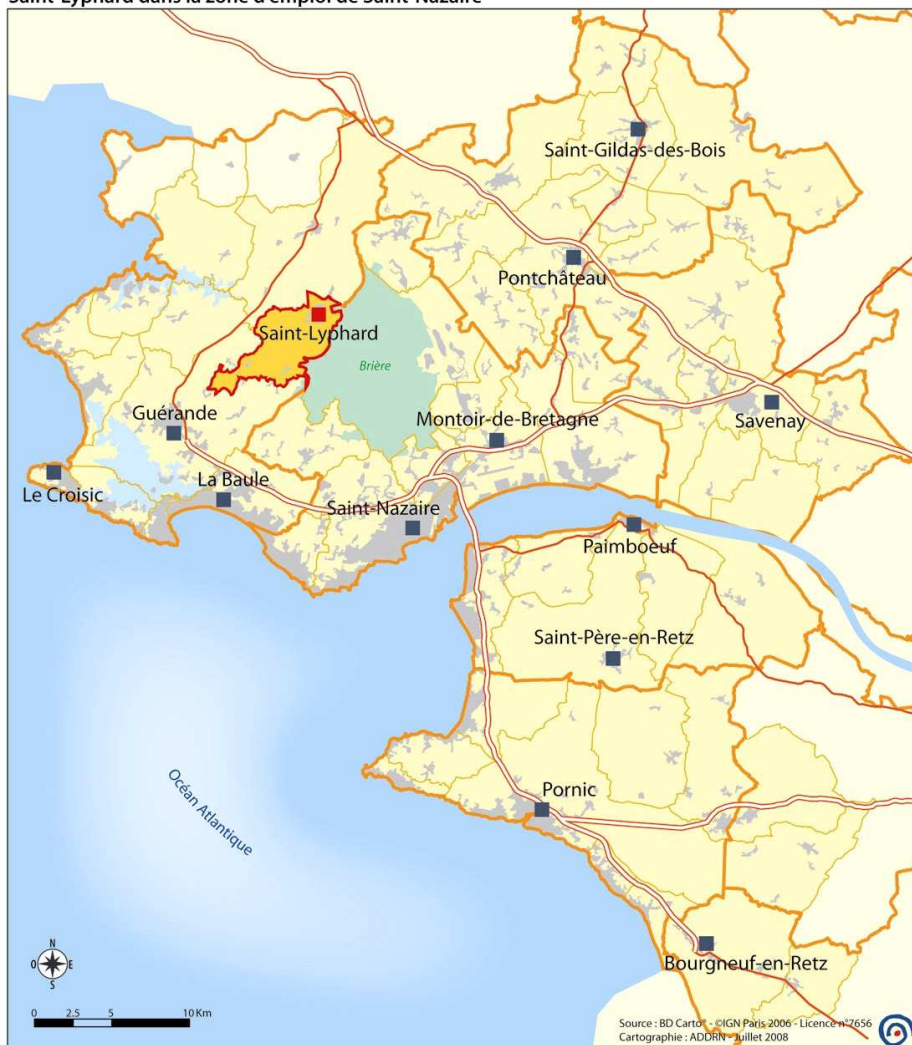 Saint-Lyphard dans la zone d'emploi de Saint-Nazaire
Saint-Gildas-des-Bois
Pontchâteau
Saint-Lyphard
Brière
Guérande
Montoir-de-Bretagne
Savenay
Le Croisic
La Baule
Saint-Nazaire
Paimboeuf
Saint-Père-en-Retz
Océan Atlantique
Pornic
Bourgneuf-en-Retz
N
O E
S
0 2.5 5 10 Km
Source : BD Carto® - ©IGN Paris 2006 - Licence n°7656
Cartographie : ADDRN - Juillet 2008